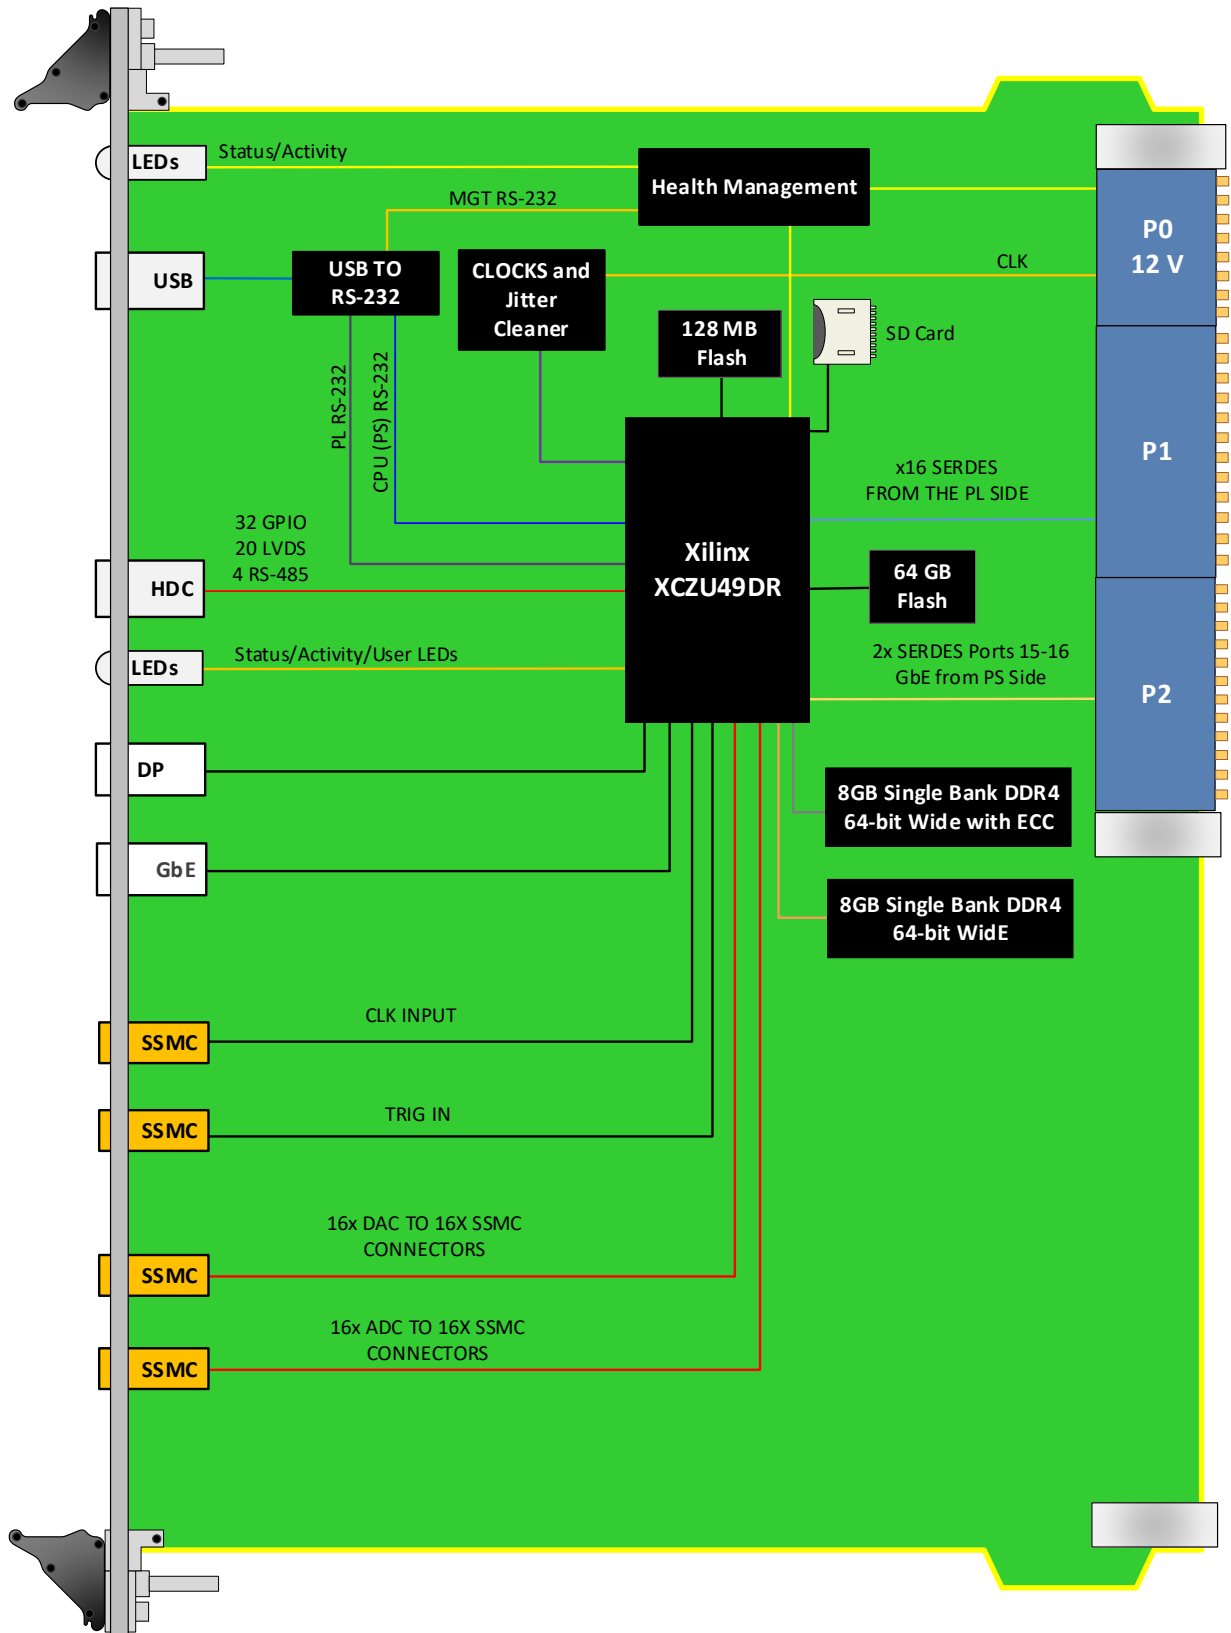 LEDs
Status/Activity
Health Management
MGT RS-232
P0
12 V
USB
USB TO
RS-232
CLOCKS and
Jitter
Cleaner
CLK
128 MB
Flash
SD Card
PL RS-232
CPU (PS) RS-232
P1
x16 SERDES
FROM THE PL SIDE
32 GPIO
20 LVDS
4 RS-485
HDC
Xilinx
XCZU49DR
64 GB
Flash
LEDs
Status/Activity/User LEDs
2x SERDES Ports 15-16
GbE from PS Side
P2
DP
8GB Single Bank DDR4
64-bit Wide with ECC
GbE
8GB Single Bank DDR4
64-bit WidE
CLK INPUT
SSMC
TRIG IN
SSMC
16x DAC TO 16X SSMC
CONNECTORS
SSMC
16x ADC TO 16X SSMC
CONNECTORS
SSMC